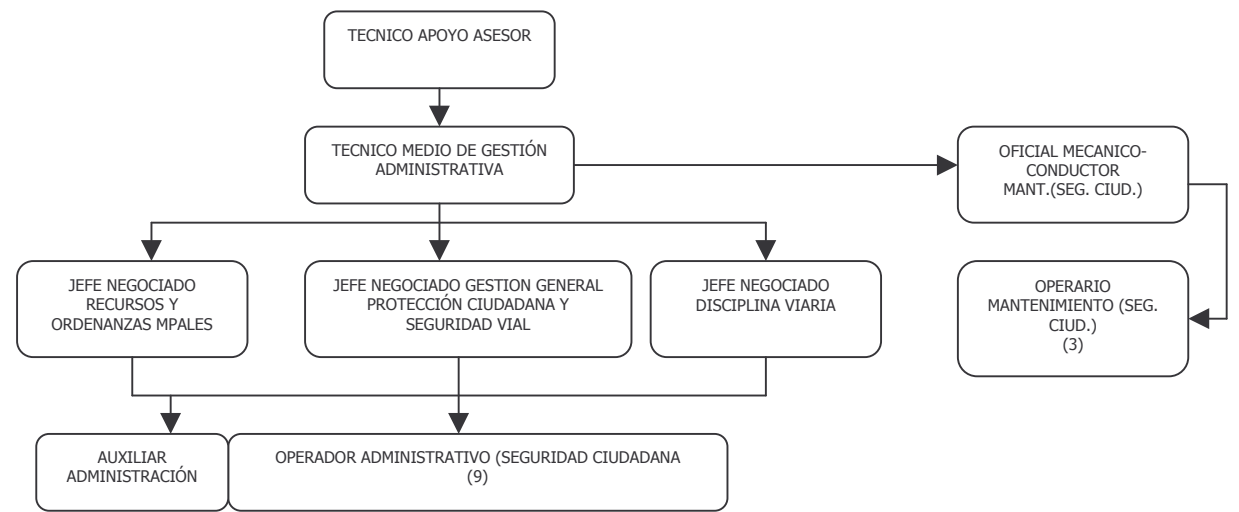 TECNICO APOYO ASESOR
TECNICO MEDIO DE GESTIÓN
ADMINISTRATIVA
OFICIAL MECANICO-
CONDUCTOR
MANT.(SEG. CIUD.)
JEFE NEGOCIADO
RECURSOS Y
ORDENANZAS MPALES
JEFE NEGOCIADO GESTION GENERAL
PROTECCIÓN CIUDADANA Y
SEGURIDAD VIAL
JEFE NEGOCIADO
DISCIPLINA VIARIA
OPERARIO
MANTENIMIENTO (SEG.
CIUD.)
(3)
AUXILIAR
ADMINISTRACIÓN
OPERADOR ADMINISTRATIVO (SEGURIDAD CIUDADANA
(9)